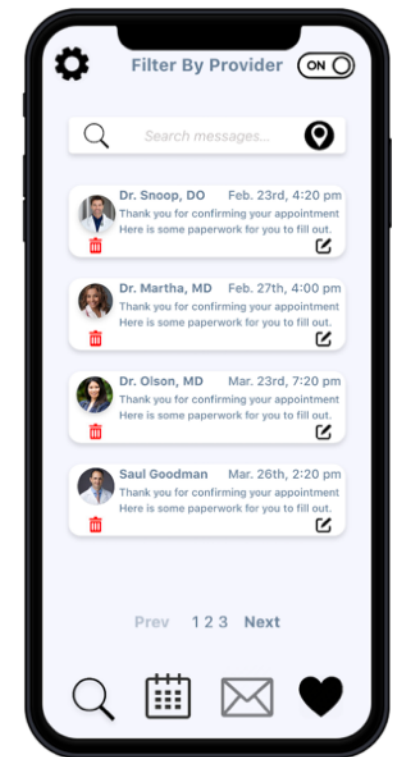 Filter By Provider
ON
Search messages...
Dr. Snoop, DO Feb. 23rd, 4:20 pm
Thank you for confirming your appointment
Here is some paperwork for you to fill out.
Dr. Martha, MD Feb. 27th, 4:00 pm
Thank you for confirming your appointment
Here is some paperwork for you to fill out.
Dr. Olson, MD Mar. 23rd, 7:20 pm
Thank you for confirming your appointment
Here is some paperwork for you to fill out.
Saul Goodman Mar. 26th, 2:20 pm
Thank you for confirming your appointment
Here is some paperwork for you to fill out.
Prev 1 2 3 Next